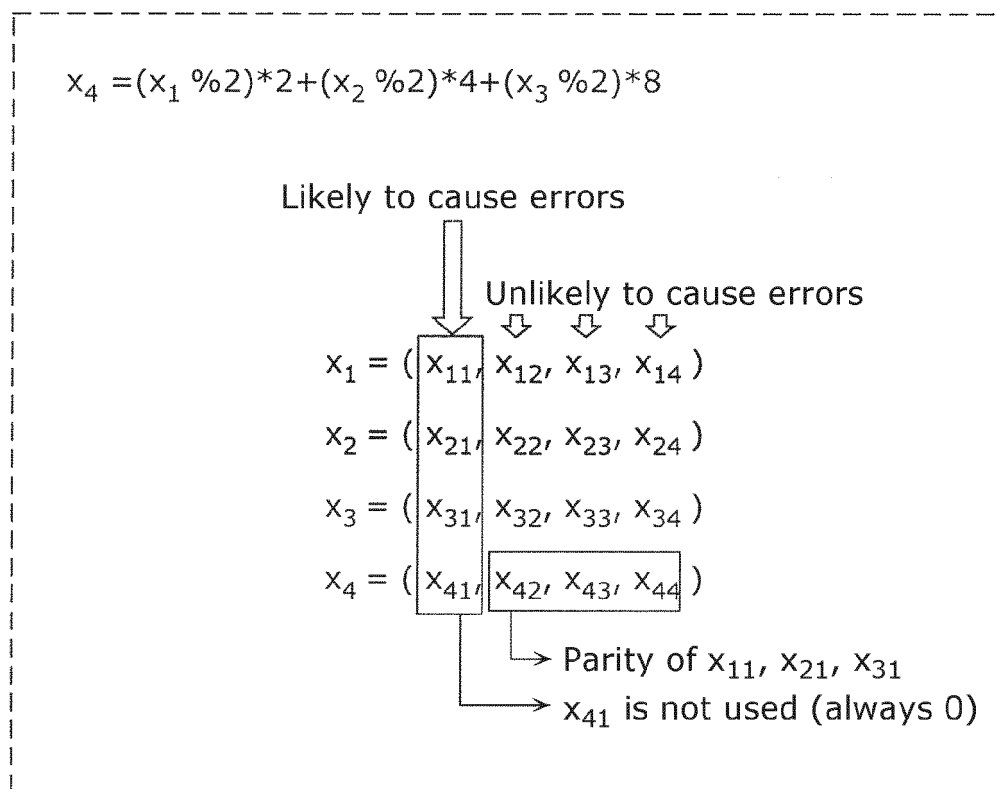 x₄ =(x₁ %2)*2+(x₂ %2)*4+(x₃ %2)*8
Likely to cause errors
Unlikely to cause errors
x₁ = ( x₁₁, x₁₂, x₁₃, x₁₄ )
x₂ = ( x₂₁, x₂₂, x₂₃, x₂₄ )
x₃ = ( x₃₁, x₃₂, x₃₃, x₃₄ )
x₄ = ( x₄₁, x₄₂, x₄₃, x₄₄ )
Parity of x₁₁, x₂₁, x₃₁
x₄₁ is not used (always 0)